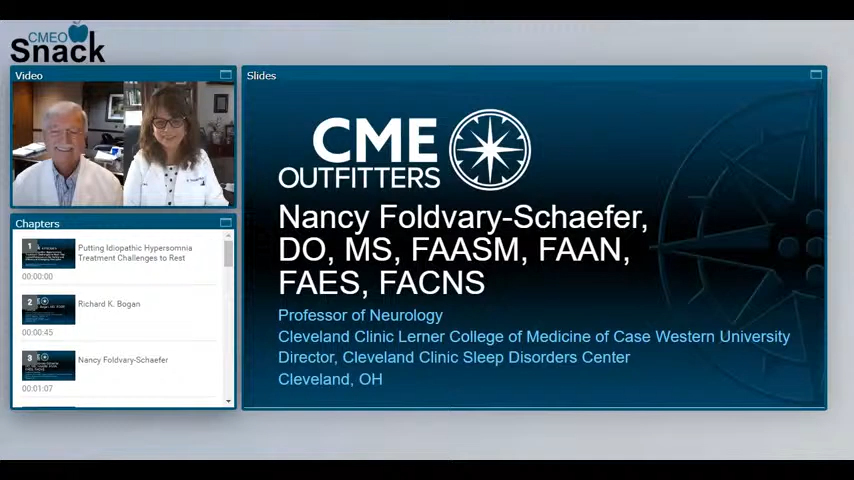 CMEO
Snack
Video
Slides
CME
OUTFITTERS
Nancy Foldvary-Schaefer,
DO, MS, FAASM, FAAN,
FAES, FACNS
Professor of Neurology
Cleveland Clinic Lerner College of Medicine of Case Western University
Director, Cleveland Clinic Sleep Disorders Center
Cleveland, OH
Chapters
1
Putting Idiopathic Hypersomnia
Treatment Challenges to Rest
00:00:00
2
Richard K. Bogan
00:00:45
3
Nancy Foldvary-Schaefer
00:01:07